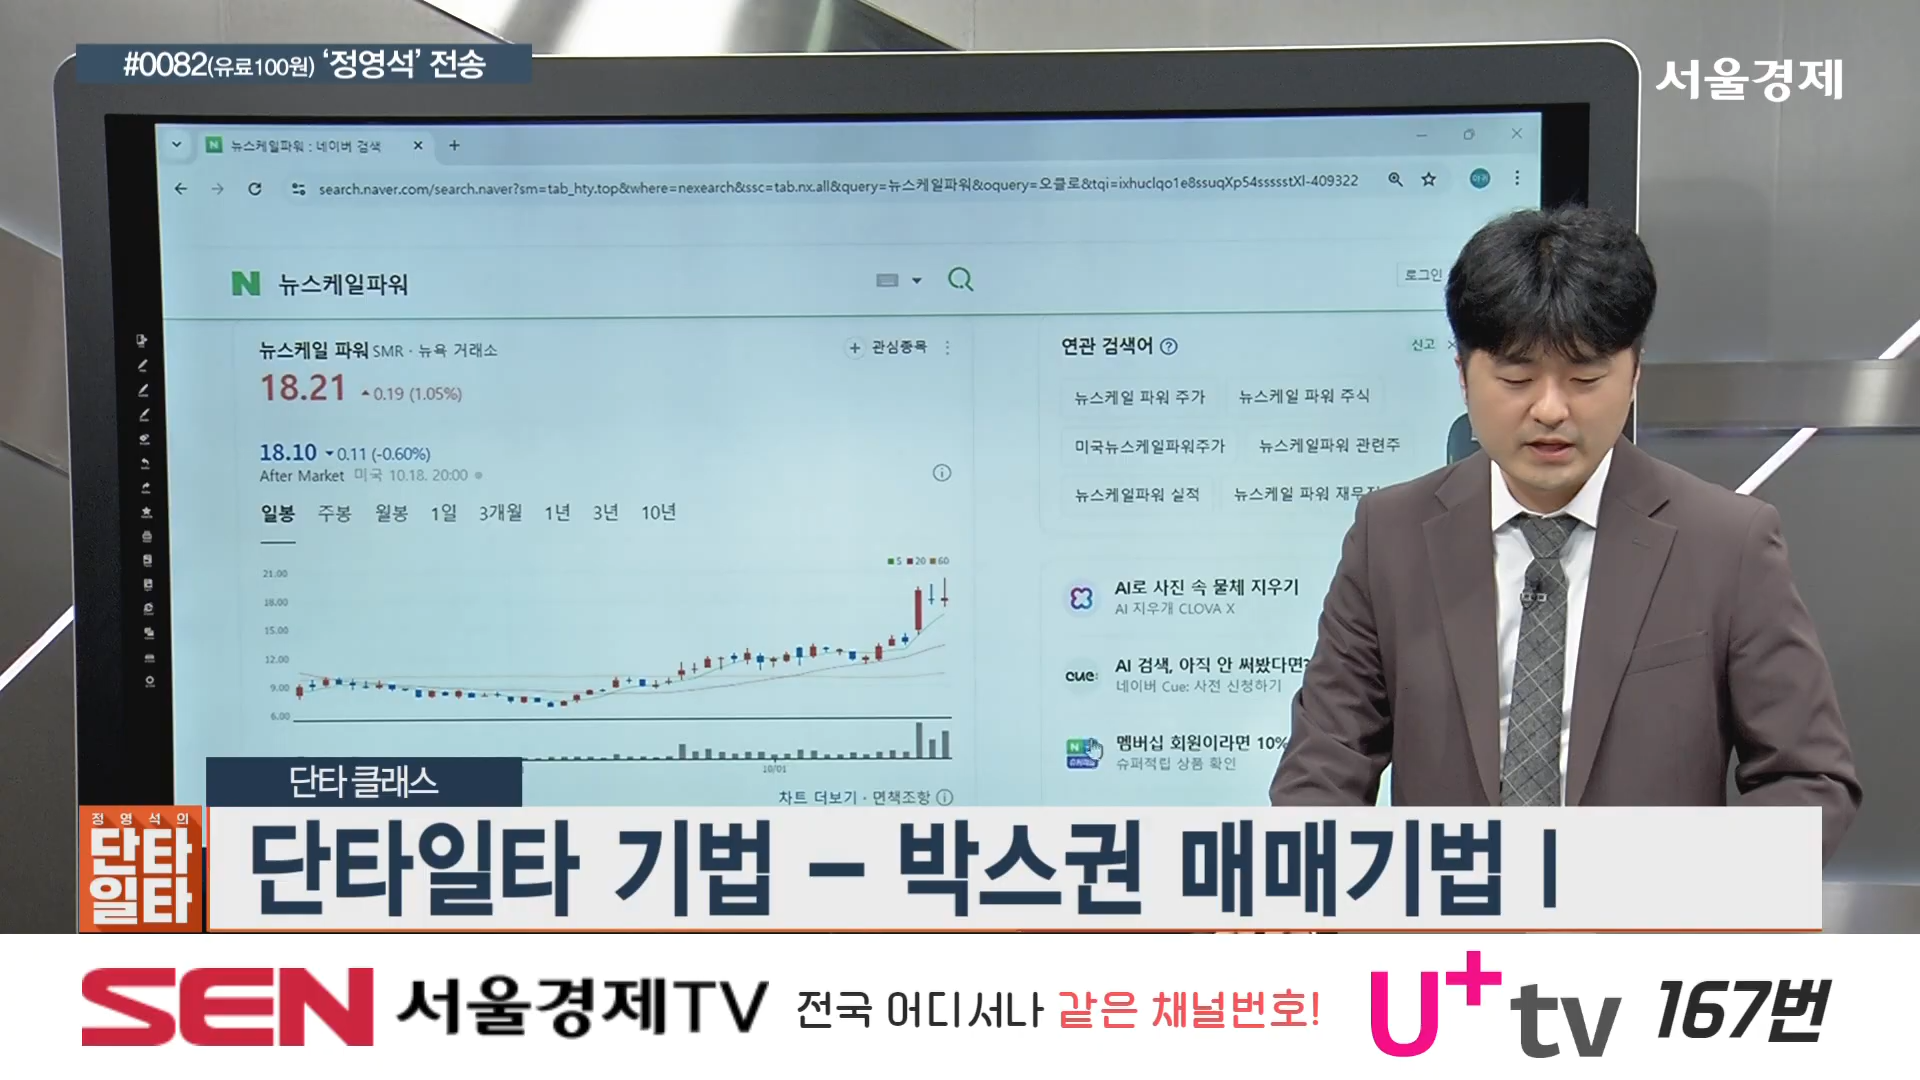 #0082(유료100원) '정영석' 전송
서울경제
뉴스케일파워 : 네이버 검색
search.naver.com/search.naver?sm=tab_hty.top&where=nexearch&ssc=tab.nx.all&query=뉴스케일파워&oquery=오클로&tqi=ixhuclqo1e8ssuqXp54ssssstXl-409322
N 뉴스케일파워
로그인
뉴스케일 파워 SMR · 뉴욕 거래소
+ 관심종목
18.21 ▲0.19 (1.05%)
18.10 ▼0.11 (-0.60%)
After Market 미국 10.18. 20:00
일봉 주봉 월봉 1일 3개월 1년 3년 10년
5 20 60
21.00
18.00
15.00
12.00
9.00
6.00
10/01
차트 더보기 · 면책조항
연관 검색어 ?
신고 ×
뉴스케일 파워 주가 뉴스케일 파워 주식
미국뉴스케일파워주가 뉴스케일파워 관련주
뉴스케일파워 실적 뉴스케일 파워
AI로 사진 속 물체 지우기
AI 지우개 CLOVA X
cue:
AI 검색, 아직 안 써봤다면?
네이버 Cue: 사전 신청하기
멤버십 회원이라면 10%
슈퍼적립 상품 확인
단타 클래스
정영석의
단타
일타
단타일타 기법 - 박스권 매매기법 I
SEN 서울경제TV 전국 어디서나 같은 채널번호! U+tv 167번